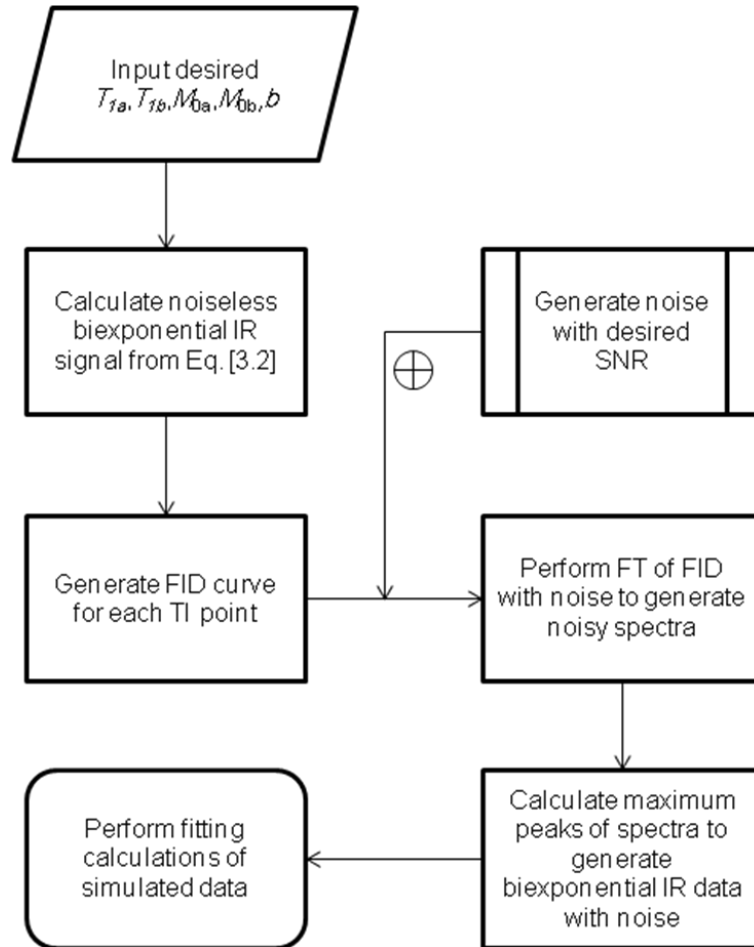 Input desired
T1a, T1b, M0a, M0b, b
Calculate noiseless
biexponential IR
signal from Eq. [3.2]
Generate noise
with desired
SNR
Generate FID curve
for each TI point
Perform FT of FID
with noise to generate
noisy spectra
Calculate maximum
peaks of spectra to
generate
biexponential IR data
with noise
Perform fitting
calculations of
simulated data